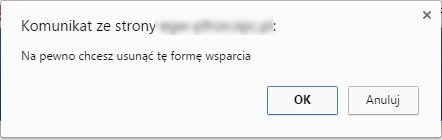 Komunikat ze strony
Na pewno chcesz usunąć tę formę wsparcia
OK Anuluj